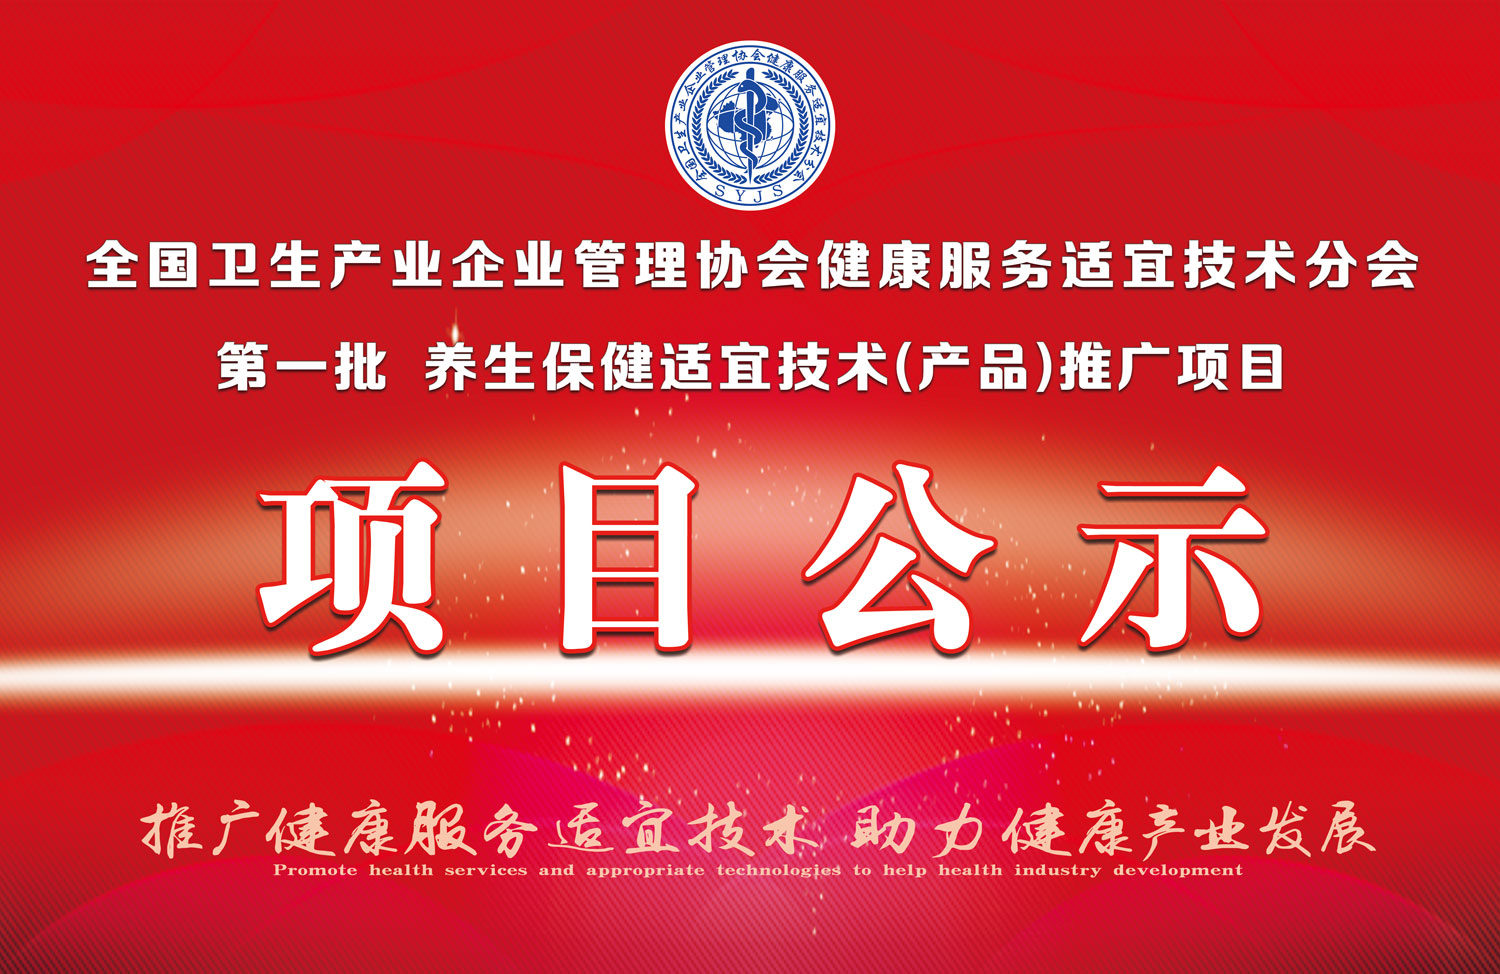 全国卫生产业企业管理协会健康服务适宜技术分会
SYJS
全国卫生产业企业管理协会健康服务适宜技术分会
第一批 养生保健适宜技术(产品)推广项目
项目公示
推广健康服务适宜技术 助力健康产业发展
Promote health services and appropriate technologies to help health industry development